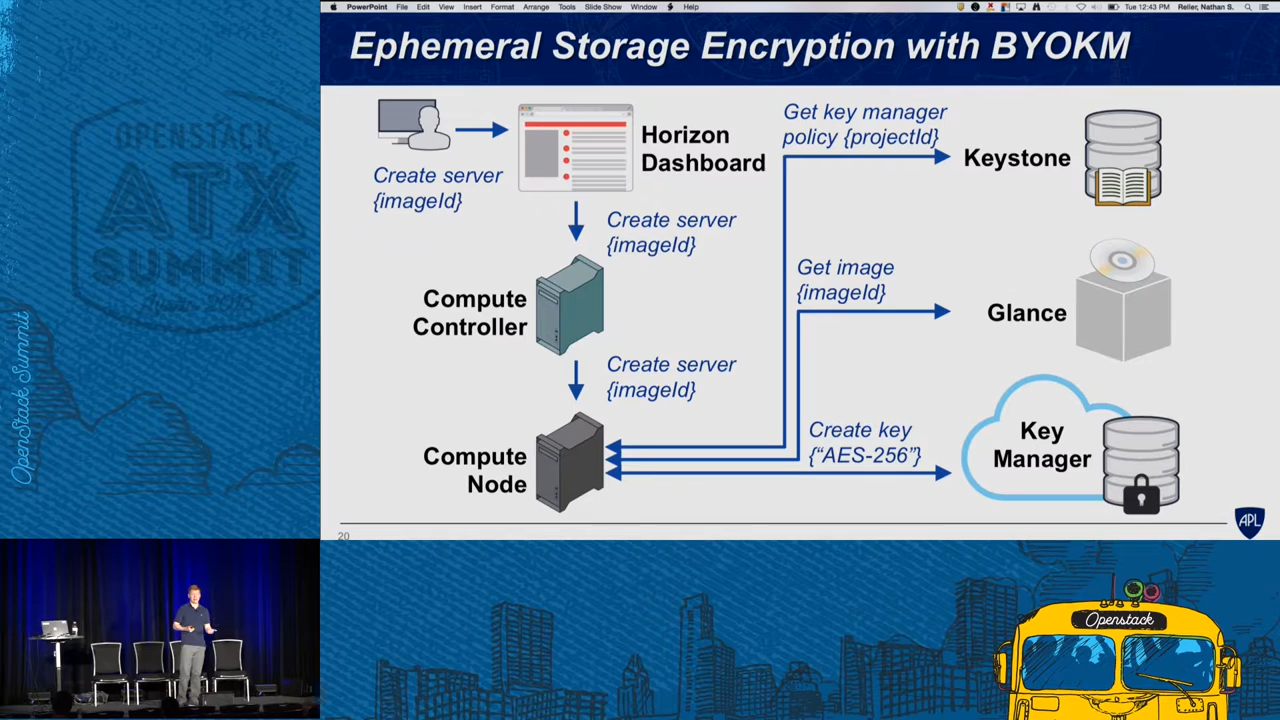 PowerPoint File Edit View Insert Format Arrange Tools Slide Show Window Help Tue 12:43 PM Reller, Nathan S.
Ephemeral Storage Encryption with BYOKM
Create server
{imageId}
Horizon
Dashboard
Get key manager
policy {projectId}
Keystone
Create server
{imageId}
Compute
Controller
Get image
{imageId}
Glance
Create server
{imageId}
Compute
Node
Create key
{“AES-256”}
Key
Manager
20
APL
OPENSTACK
ATX
SUMMIT
OpenStack Summit
Openstack